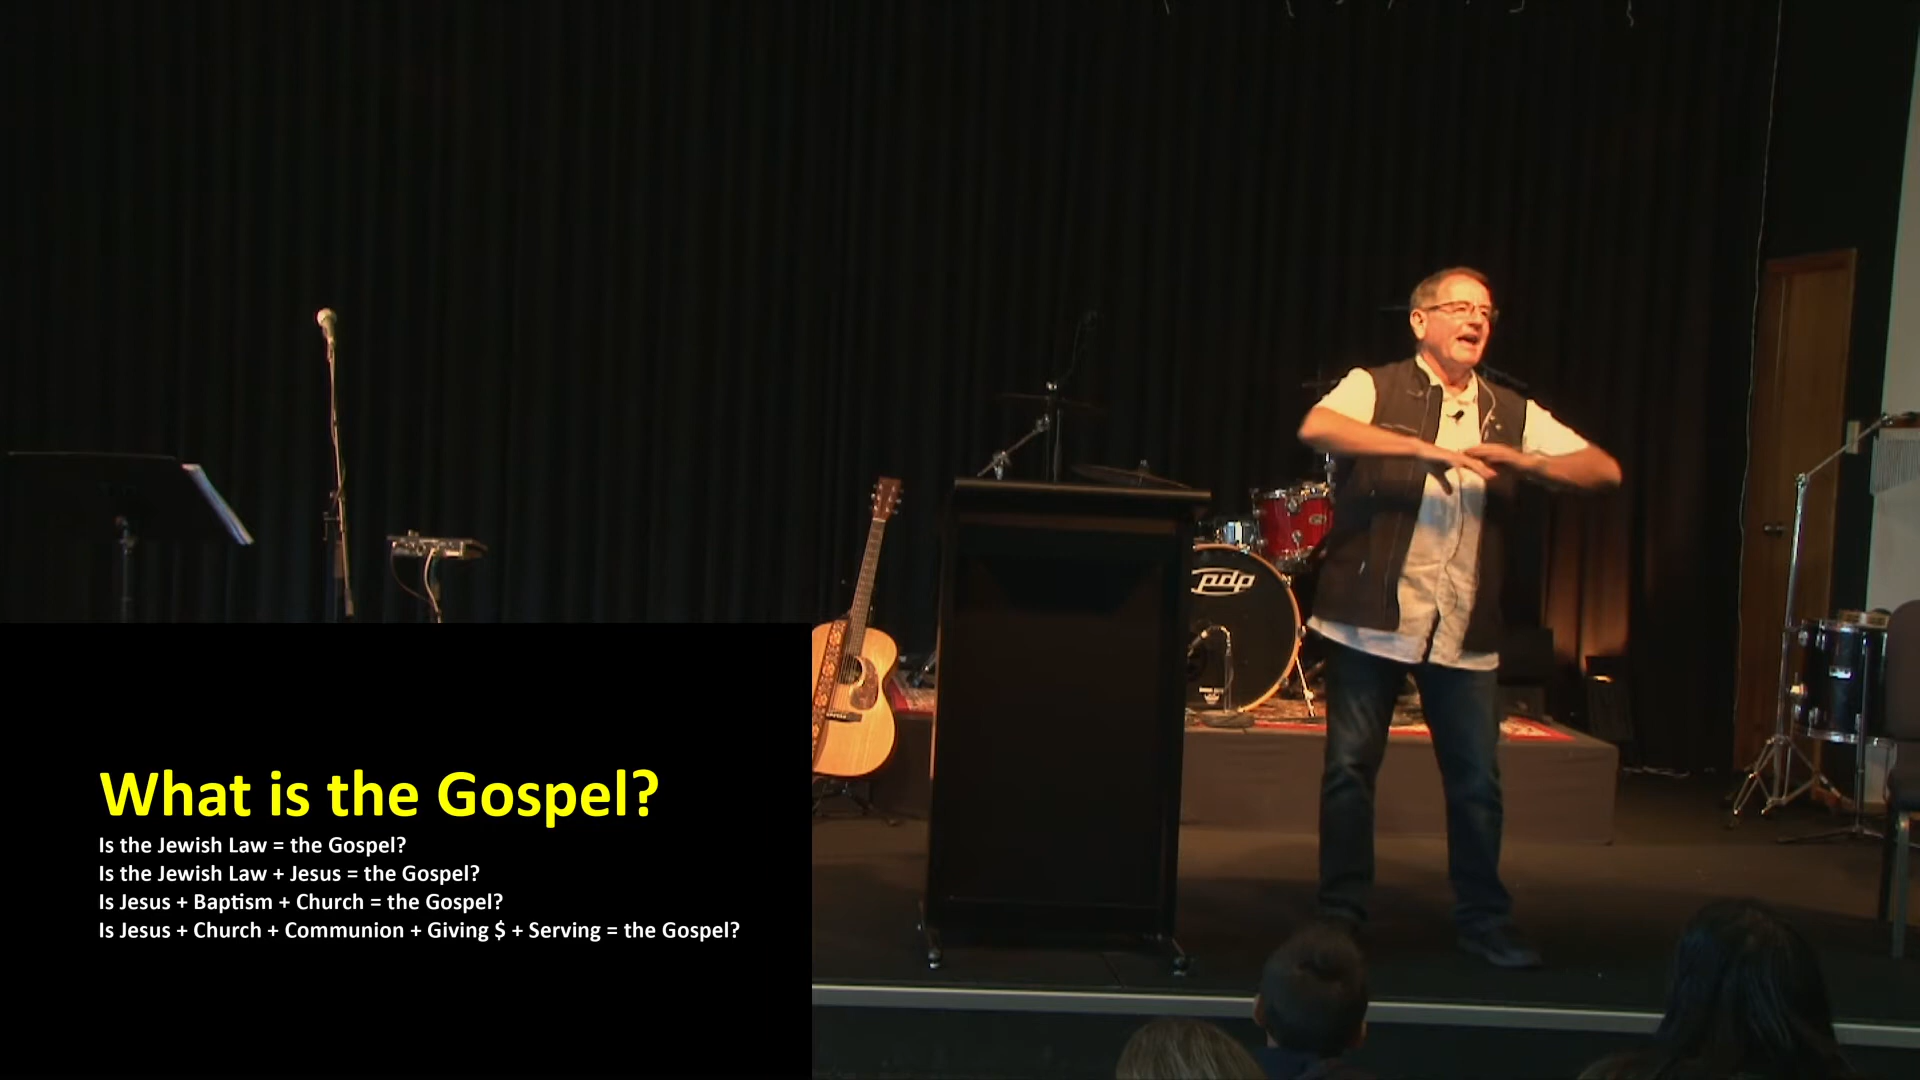 pdp
What is the Gospel?
Is the Jewish Law = the Gospel?
Is the Jewish Law + Jesus = the Gospel?
Is Jesus + Baptism + Church = the Gospel?
Is Jesus + Church + Communion + Giving $ + Serving = the Gospel?